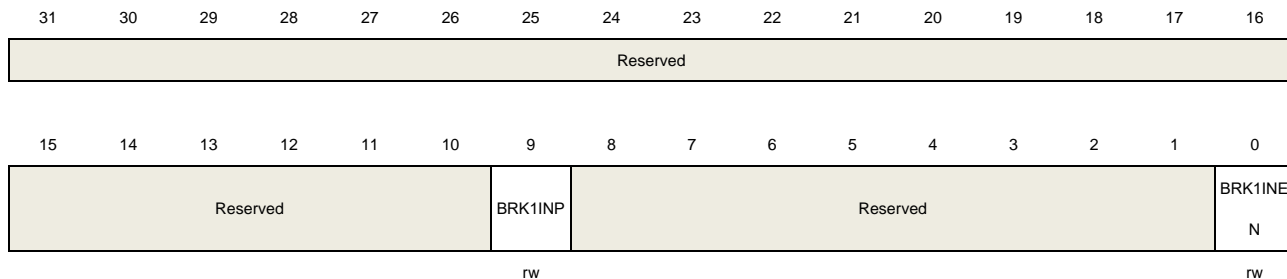 31 30 29 28 27 26 25 24 23 22 21 20 19 18 17 16
Reserved
15 14 13 12 11 10 9 8 7 6 5 4 3 2 1 0
Reserved BRK1INP Reserved BRK1INE
N
rw rw